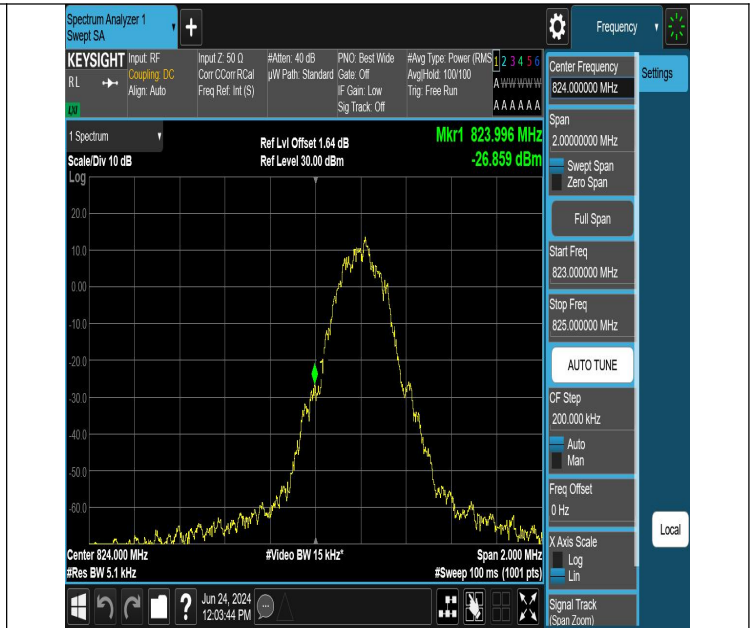 Spectrum Analyzer 1
Swept SA
Frequency
KEYSIGHT
R L
LXI
Input: RF
Coupling: DC
Align: Auto
Input Z: 50 Ω
Corr CCorr RCal
Freq Ref: Int (S)
#Atten: 40 dB
µW Path: Standard
PNO: Best Wide
Gate: Off
IF Gain: Low
Sig Track: Off
#Avg Type: Power (RMS
Avg|Hold: 100/100
Trig: Free Run
1 2 3 4 5 6
A W W W W W
A A A A A A
1 Spectrum
Scale/Div 10 dB
Log
Ref Lvl Offset 1.64 dB
Ref Level 30.00 dBm
Mkr1 823.996 MHz
-26.859 dBm
20.0
10.0
0.00
-10.0
-20.0
-30.0
-40.0
-50.0
-60.0
Center 824.000 MHz
#Video BW 15 kHz*
Span 2.000 MHz
#Res BW 5.1 kHz
#Sweep 100 ms (1001 pts)
Jun 24, 2024
12:03:44 PM
Center Frequency
824.000000 MHz
Settings
Span
2.00000000 MHz
Swept Span
Zero Span
Full Span
Start Freq
823.000000 MHz
Stop Freq
825.000000 MHz
AUTO TUNE
CF Step
200.000 kHz
Auto
Man
Freq Offset
0 Hz
X Axis Scale
Log
Lin
Local
Signal Track
(Span Zoom)